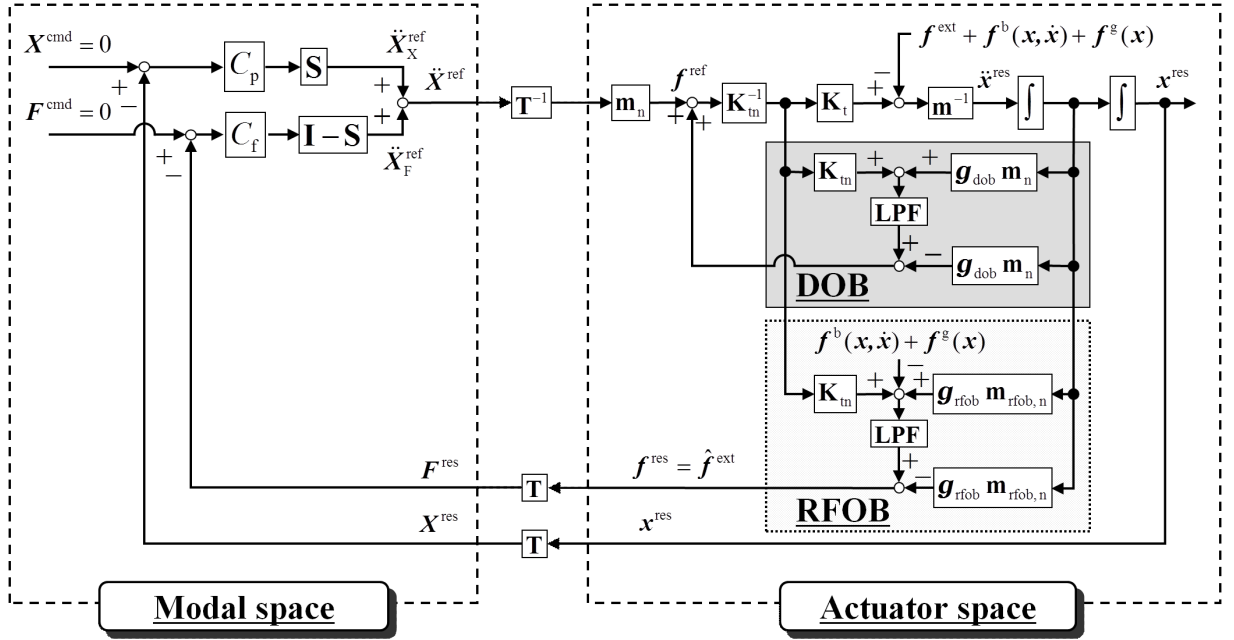 X^cmd = 0
C_p
S
Ẍ_X^ref
+
−
+
Ẍ^ref
F^cmd = 0
C_f
I − S
+
Ẍ_F^ref
+
−
T^−1
m_n
f^ref
+
+
K_tn^−1
K_t
f^ext + f^b(x, ẋ) + f^g(x)
−
+
m^−1
ẍ^res
∫
∫
x^res
K_tn
+
+
g_dob m_n
LPF
+
−
g_dob m_n
DOB
f^b(x, ẋ) + f^g(x)
−
K_tn
+
+
g_rfob m_rfob, n
LPF
+
−
g_rfob m_rfob, n
RFOB
F^res
T
f^res = f̂^ext
X^res
T
x^res
Modal space
Actuator space